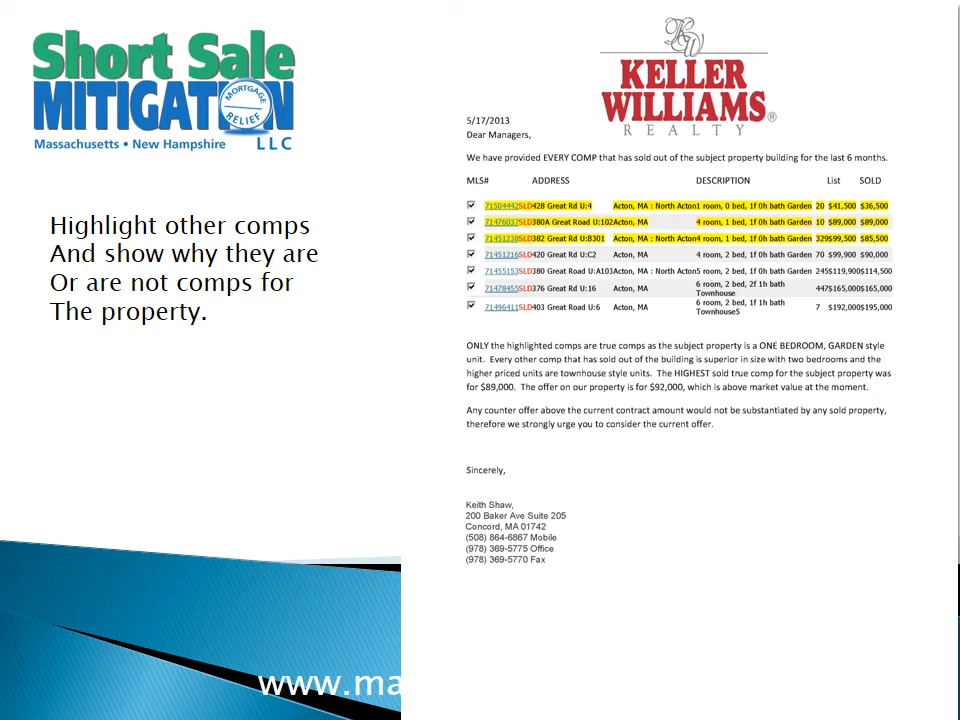 Short Sale
MITIGATION
MORTGAGE
RELIEF
Massachusetts • New Hampshire LLC
Highlight other comps
And show why they are
Or are not comps for
The property.
KW
KELLER
WILLIAMS®
REALTY
5/17/2013
Dear Managers,
We have provided EVERY COMP that has sold out of the subject property building for the last 6 months.
MLS# ADDRESS DESCRIPTION List SOLD
71504442SLD428 Great Rd U:4 Acton, MA : North Acton1 room, 0 bed, 1f 0h bath Garden 20 $41,500 $36,500
71476037SLD380A Great Road U:102Acton, MA 4 room, 1 bed, 1f 0h bath Garden 10 $89,000 $89,000
71451238SLD382 Great Rd U:B301 Acton, MA : North Acton4 room, 1 bed, 1f 0h bath Garden 329$99,500 $85,500
71451216SLD420 Great Rd U:C2 Acton, MA 4 room, 2 bed, 1f 0h bath Garden 70 $99,900 $90,000
71455153SLD380 Great Road U:A103Acton, MA : North Acton5 room, 2 bed, 1f 0h bath Garden 245$119,900$114,500
71478455SLD376 Great Rd U:16 Acton, MA 6 room, 2 bed, 2f 1h bath Townhouse 447$165,000$165,000
71496411SLD403 Great Road U:6 Acton, MA 6 room, 2 bed, 1f 1h bath Townhouse5 7 $192,000$195,000
ONLY the highlighted comps are true comps as the subject property is a ONE BEDROOM, GARDEN style
unit. Every other comp that has sold out of the building is superior in size with two bedrooms and the
higher priced units are townhouse style units. The HIGHEST sold true comp for the subject property was
for $89,000. The offer on our property is for $92,000, which is above market value at the moment.
Any counter offer above the current contract amount would not be substantiated by any sold property,
therefore we strongly urge you to consider the current offer.
Sincerely,
Keith Shaw,
200 Baker Ave Suite 205
Concord, MA 01742
(508) 864-6867 Mobile
(978) 369-5775 Office
(978) 369-5770 Fax
www.ma